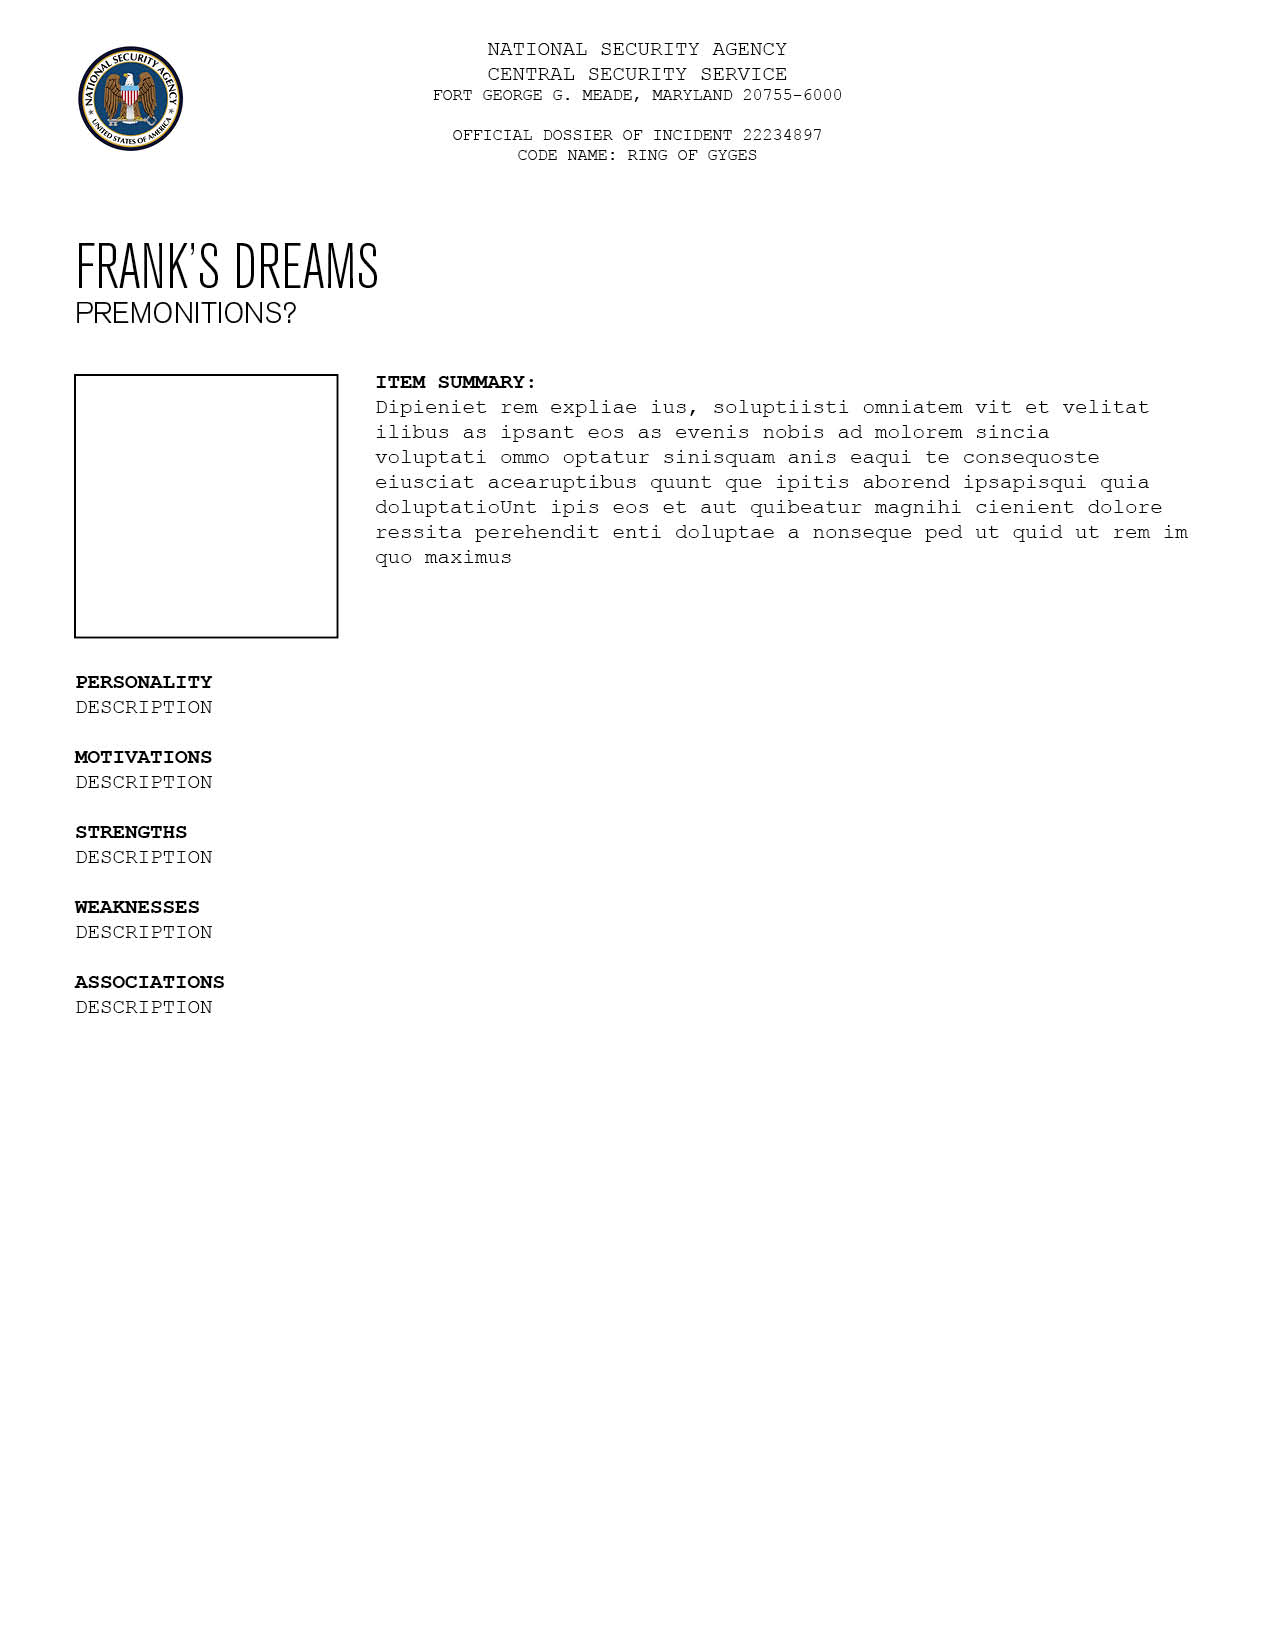 NATIONAL SECURITY AGENCY
CENTRAL SECURITY SERVICE
FORT GEORGE G. MEADE, MARYLAND 20755-6000
OFFICIAL DOSSIER OF INCIDENT 22234897
CODE NAME: RING OF GYGES
NATIONAL SECURITY AGENCY
UNITED STATES OF AMERICA
FRANK'S DREAMS
PREMONITIONS?
ITEM SUMMARY:
Dipieniet rem expliae ius, soluptiisti omniatem vit et velitat
ilibus as ipsant eos as evenis nobis ad molorem sincia
voluptati ommo optatur sinisquam anis eaqui te consequoste
eiusciat acearuptibus quunt que ipitis aborend ipsapisqui quia
doluptatioUnt ipis eos et aut quibeatur magnihi cienient dolore
ressita perehendit enti doluptae a nonseque ped ut quid ut rem im
quo maximus
PERSONALITY
DESCRIPTION
MOTIVATIONS
DESCRIPTION
STRENGTHS
DESCRIPTION
WEAKNESSES
DESCRIPTION
ASSOCIATIONS
DESCRIPTION